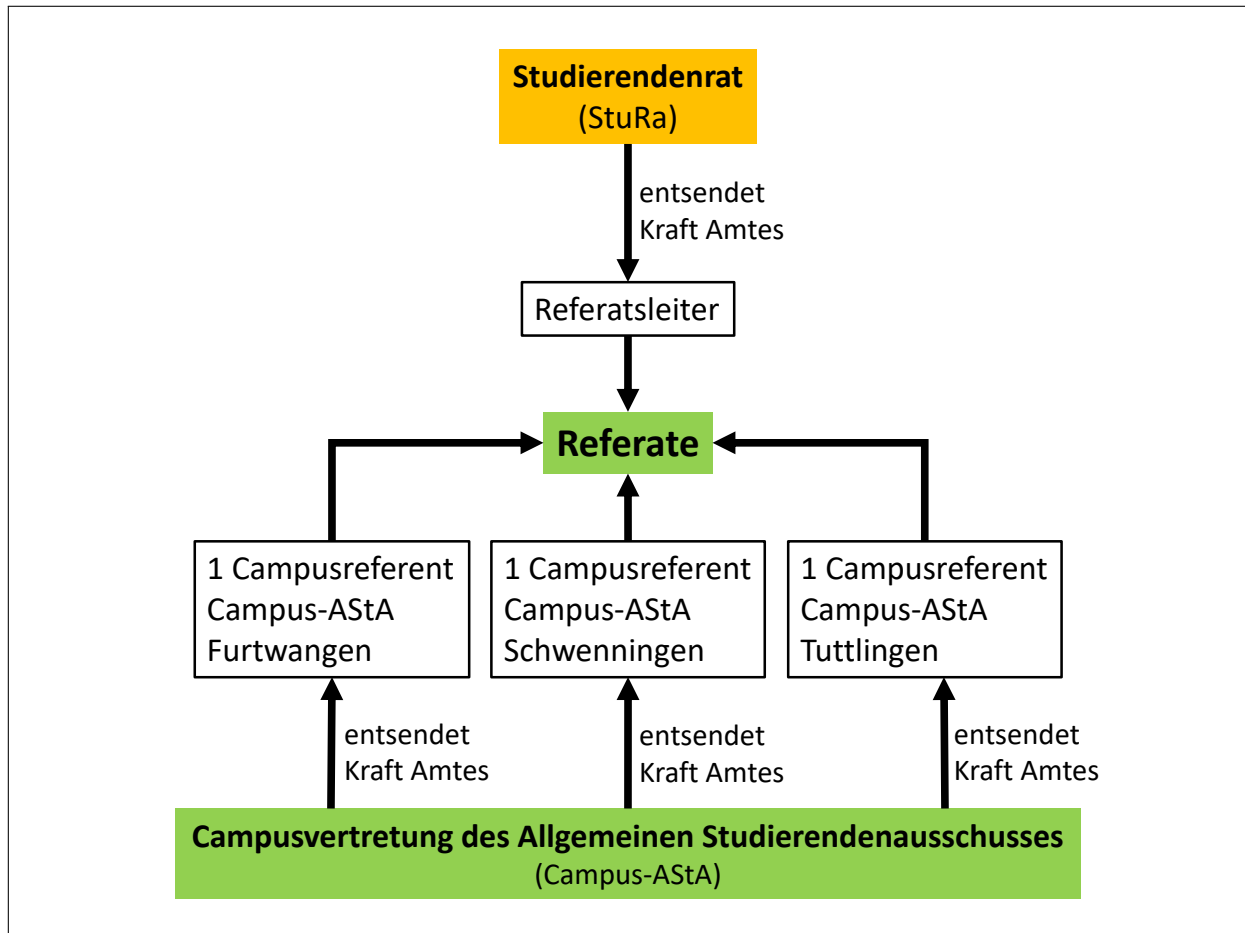 Studierendenrat
(StuRa)
entsendet
Kraft Amtes
Referatsleiter
Referate
1 Campusreferent
Campus-AStA
Furtwangen
1 Campusreferent
Campus-AStA
Schwenningen
1 Campusreferent
Campus-AStA
Tuttlingen
entsendet
Kraft Amtes
entsendet
Kraft Amtes
entsendet
Kraft Amtes
Campusvertretung des Allgemeinen Studierendenausschusses
(Campus-AStA)